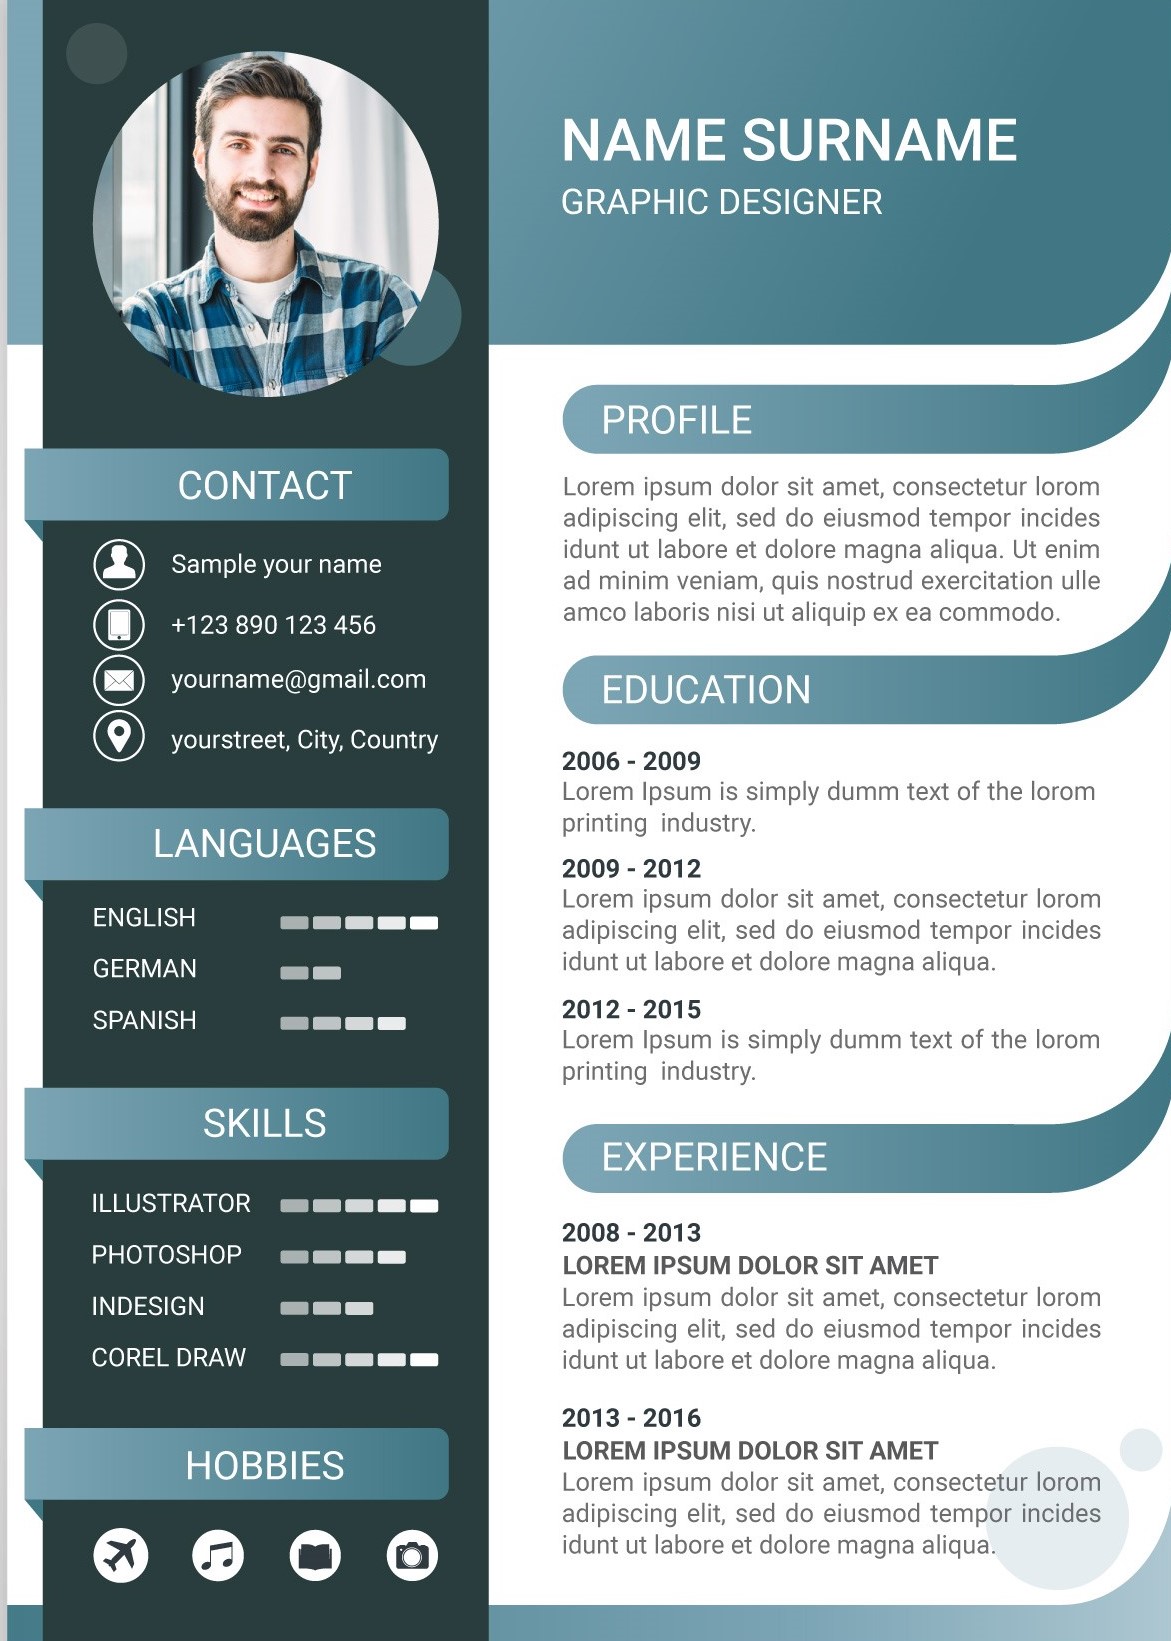 NAME SURNAME
GRAPHIC DESIGNER
CONTACT
Sample your name
+123 890 123 456
yourname@gmail.com
yourstreet, City, Country
LANGUAGES
ENGLISH
GERMAN
SPANISH
SKILLS
ILLUSTRATOR
PHOTOSHOP
INDESIGN
COREL DRAW
HOBBIES
PROFILE
Lorem ipsum dolor sit amet, consectetur lorom
adipiscing elit, sed do eiusmod tempor incides
idunt ut labore et dolore magna aliqua. Ut enim
ad minim veniam, quis nostrud exercitation ulle
amco laboris nisi ut aliquip ex ea commodo.
EDUCATION
2006 - 2009
Lorem Ipsum is simply dumm text of the lorom
printing industry.
2009 - 2012
Lorem ipsum dolor sit amet, consectetur lorom
adipiscing elit, sed do eiusmod tempor incides
idunt ut labore et dolore magna aliqua.
2012 - 2015
Lorem Ipsum is simply dumm text of the lorom
printing industry.
EXPERIENCE
2008 - 2013
LOREM IPSUM DOLOR SIT AMET
Lorem ipsum dolor sit amet, consectetur lorom
adipiscing elit, sed do eiusmod tempor incides
idunt ut labore et dolore magna aliqua.
2013 - 2016
LOREM IPSUM DOLOR SIT AMET
Lorem ipsum dolor sit amet, consectetur lorom
adipiscing elit, sed do eiusmod tempor incides
idunt ut labore et dolore magna aliqua.